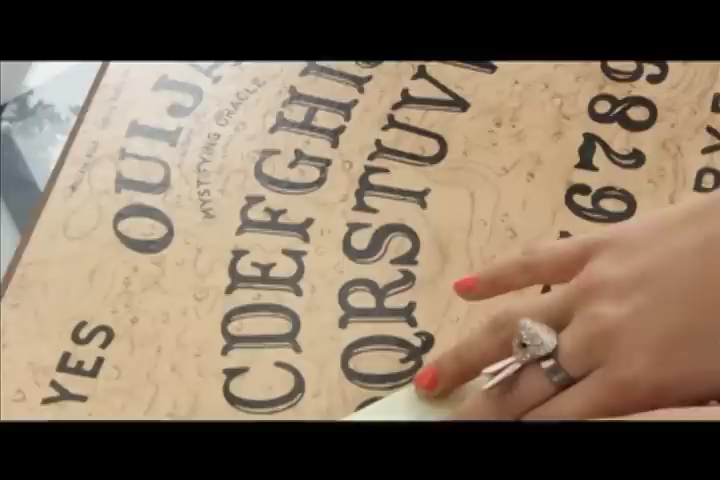 OUIJA
MYSTIFYING ORACLE
YES
CDEFGHI
QRSTUV
6789